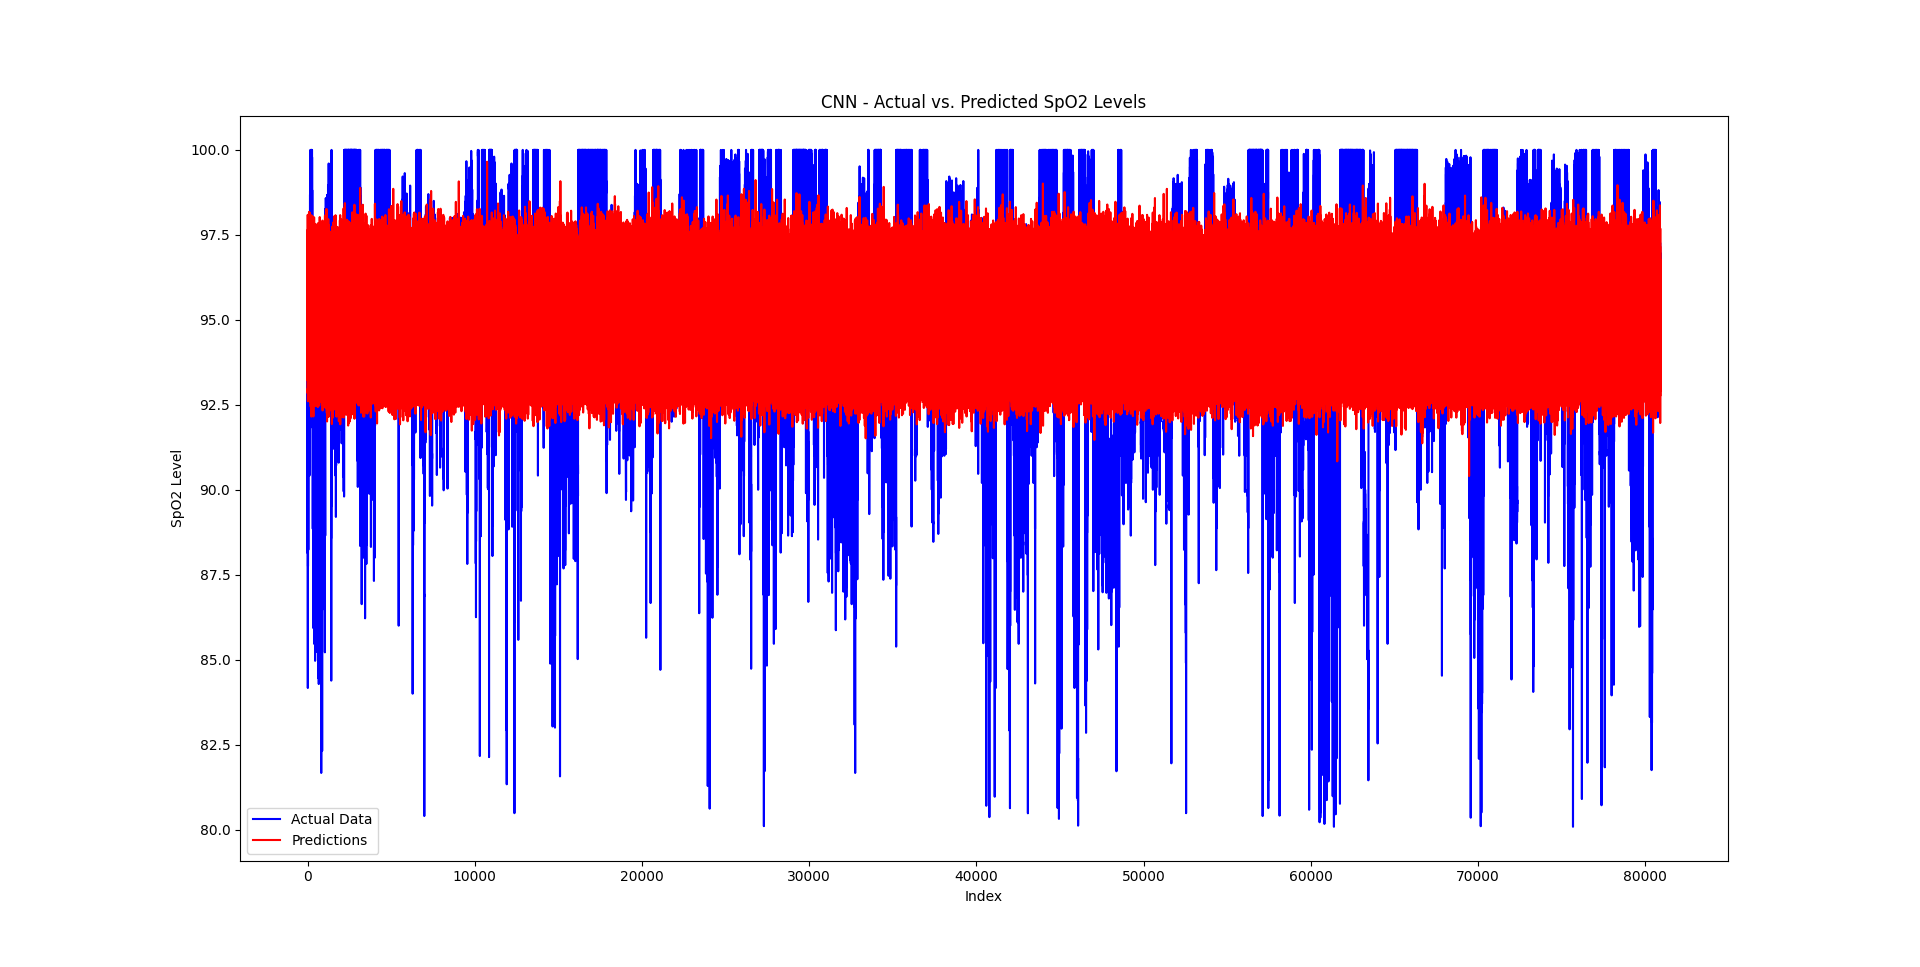 CNN - Actual vs. Predicted SpO2 Levels
100.0
97.5
95.0
92.5
90.0
87.5
85.0
82.5
80.0
SpO2 Level
Actual Data
Predictions
0 10000 20000 30000 40000 50000 60000 70000 80000
Index